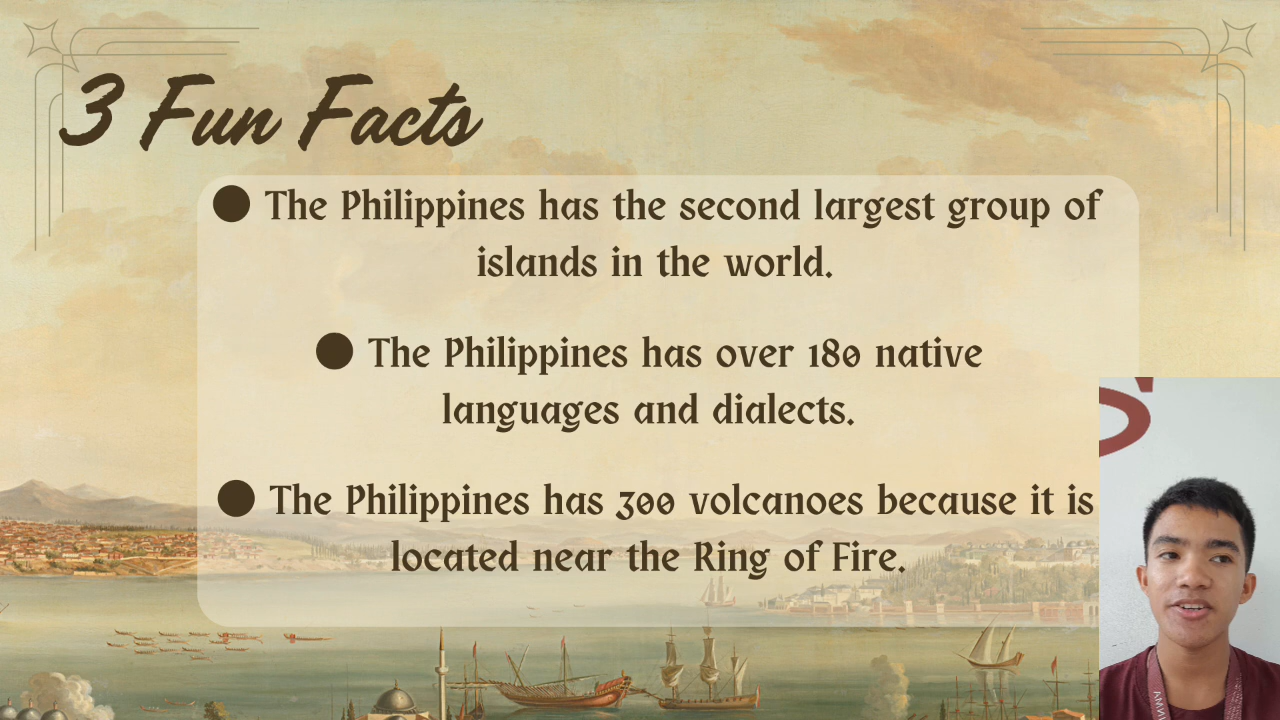 3 Fun Facts
● The Philippines has the second largest group of
islands in the world.
● The Philippines has over 180 native
languages and dialects.
● The Philippines has 300 volcanoes because it is
located near the Ring of Fire.
S